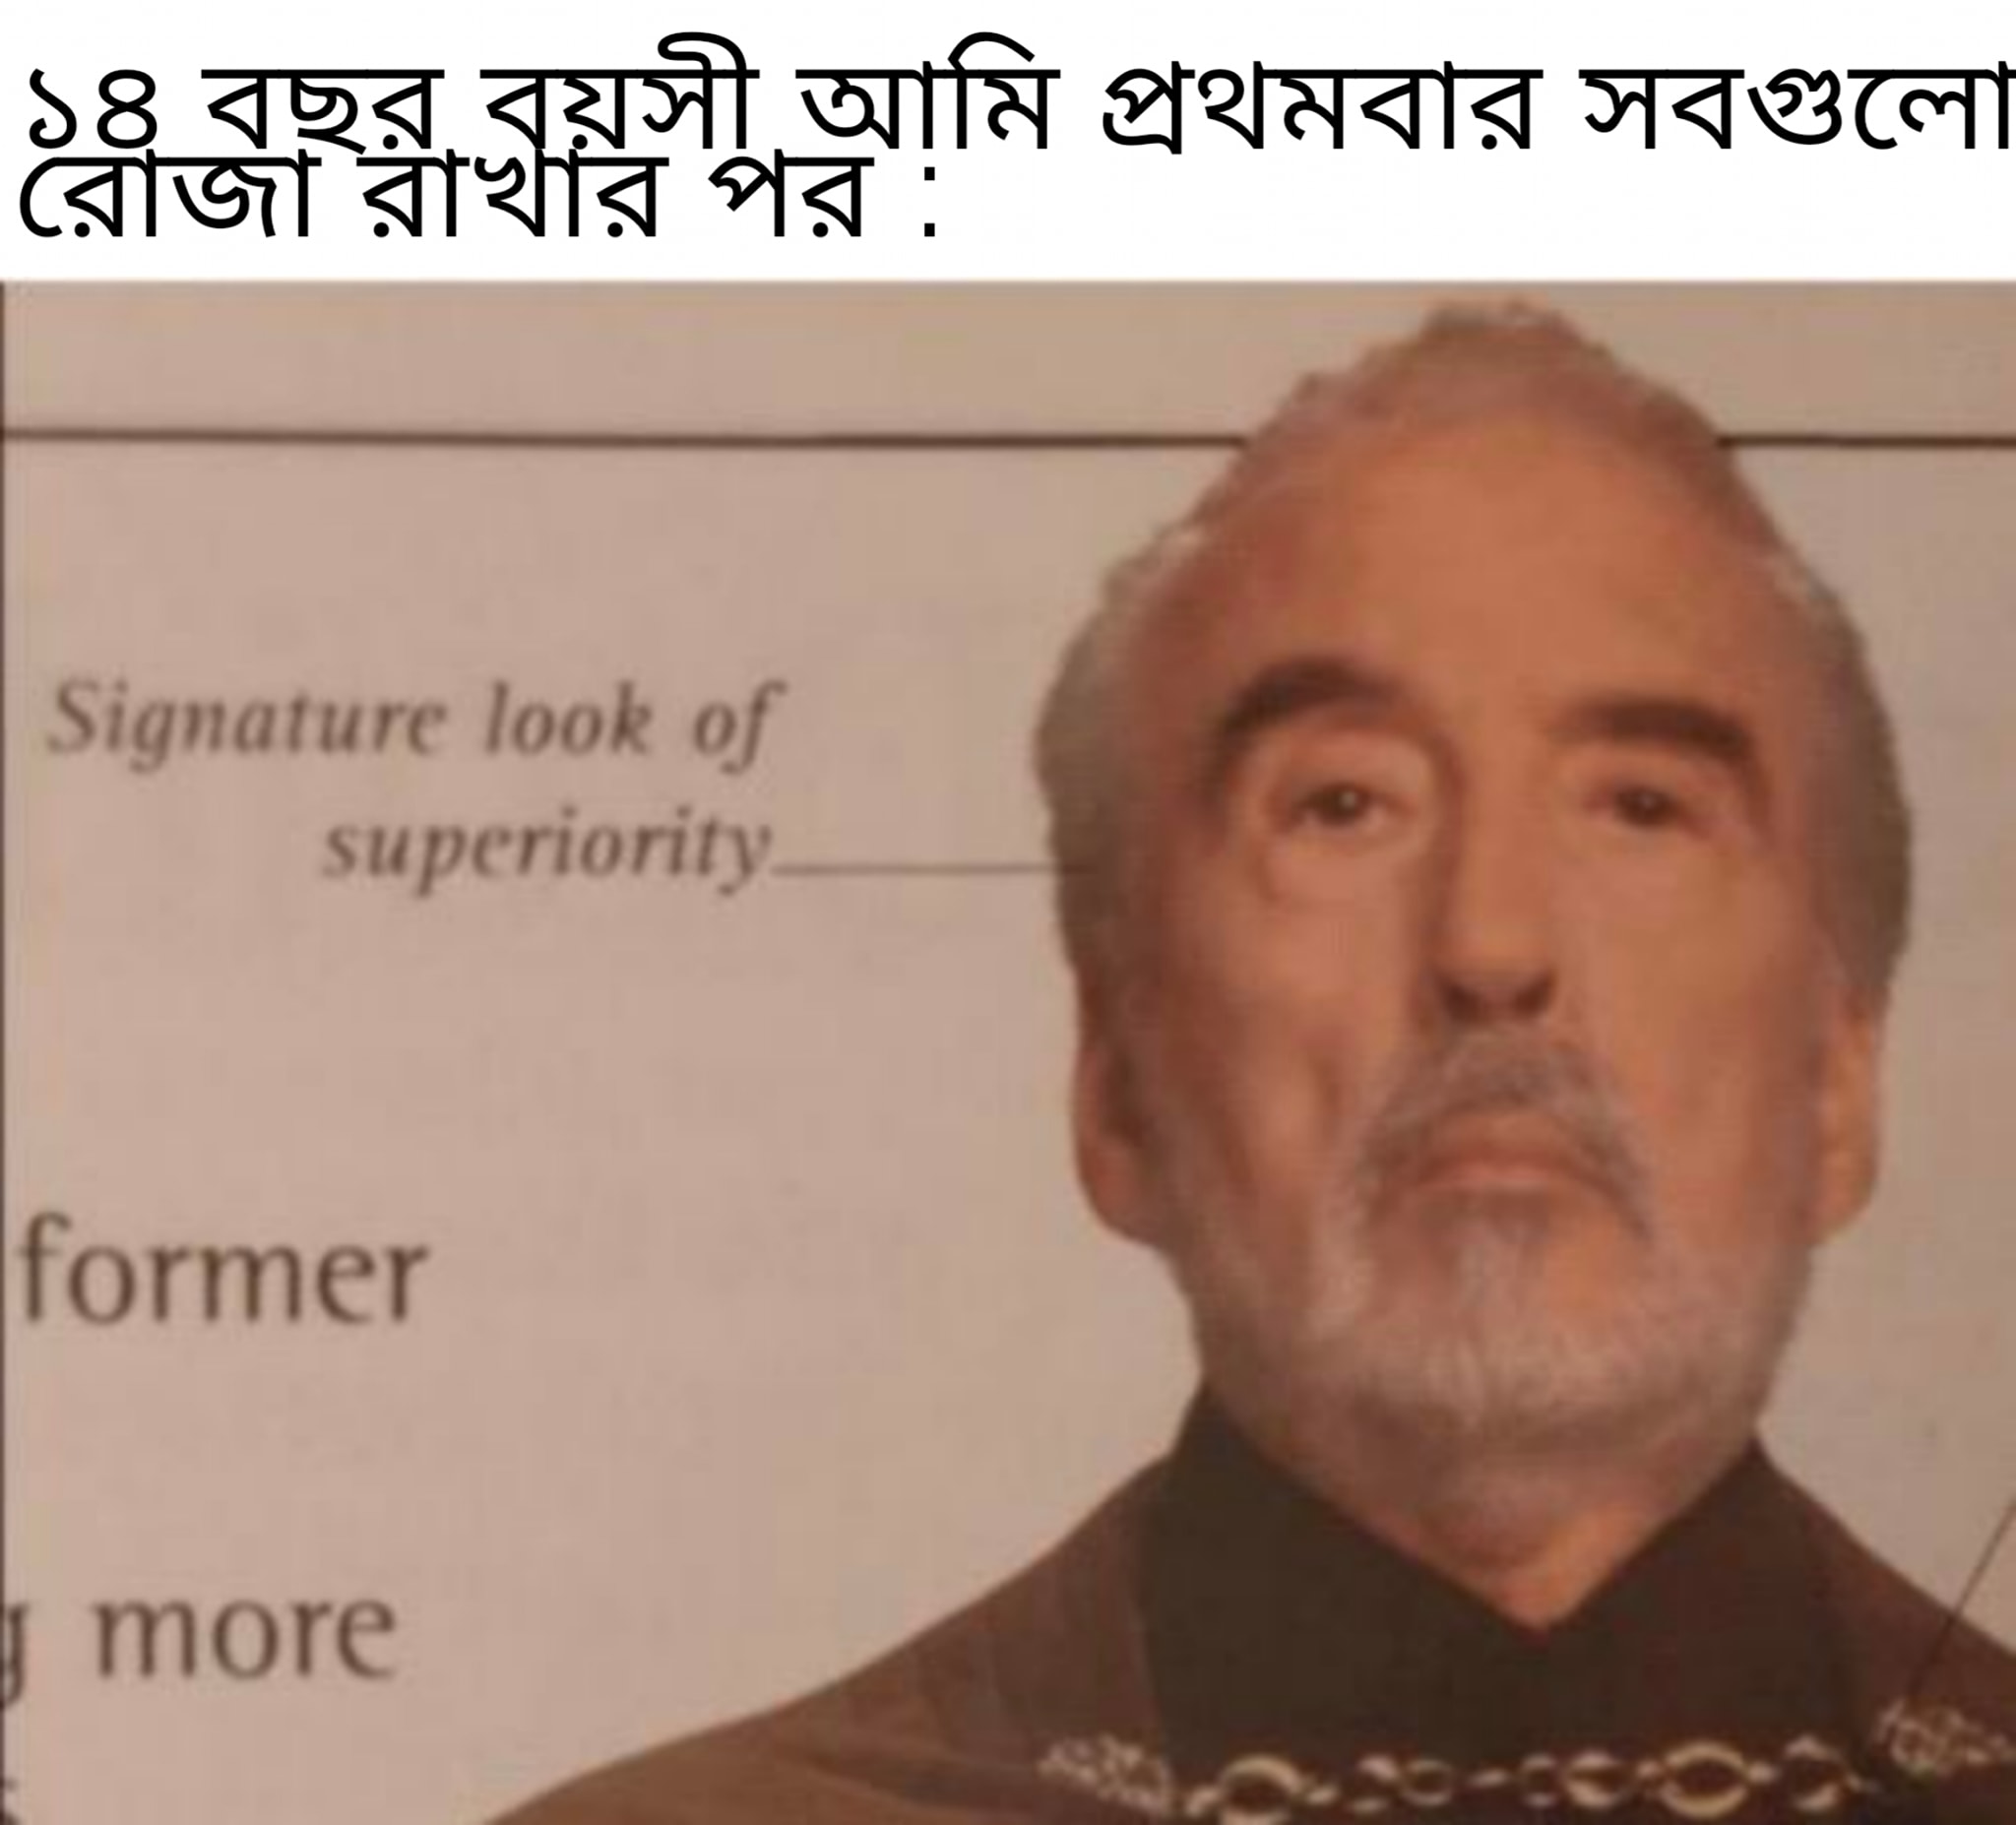 ১৪ বছর বয়সী আমি প্রথমবার সবগুলো
রোজা রাখার পর :
Signature look of
superiority
former
more